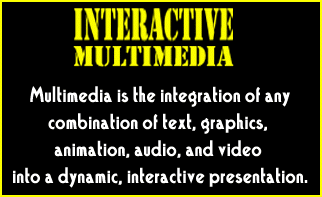 INTERACTIVE
MULTIMEDIA
Multimedia is the integration of any
combination of text, graphics,
animation, audio, and video
into a dynamic, interactive presentation.